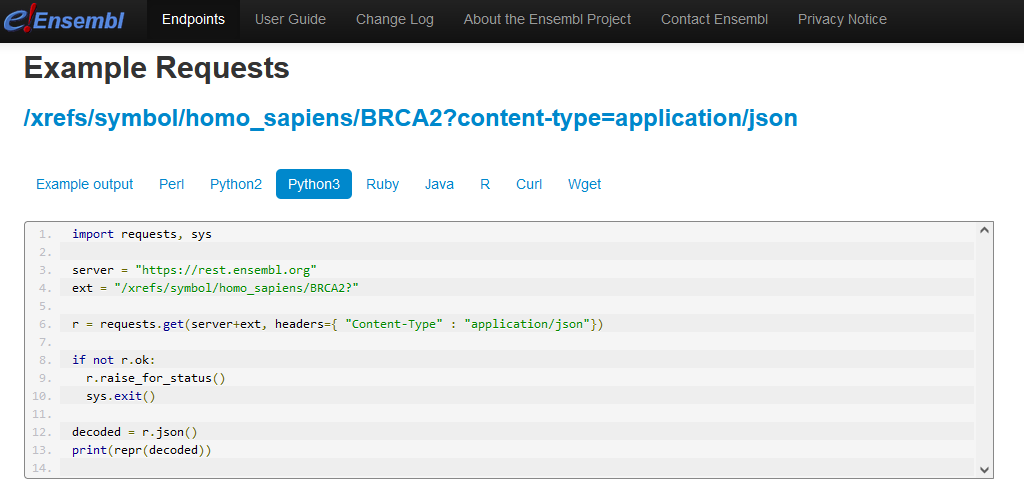 e!Ensembl Endpoints User Guide Change Log About the Ensembl Project Contact Ensembl Privacy Notice
Example Requests
/xrefs/symbol/homo_sapiens/BRCA2?content-type=application/json
Example output Perl Python2 Python3 Ruby Java R Curl Wget
1. import requests, sys
2.
3. server = "https://rest.ensembl.org"
4. ext = "/xrefs/symbol/homo_sapiens/BRCA2?"
5.
6. r = requests.get(server+ext, headers={ "Content-Type" : "application/json"})
7.
8. if not r.ok:
9.   r.raise_for_status()
10.   sys.exit()
11.
12. decoded = r.json()
13. print(repr(decoded))
14.